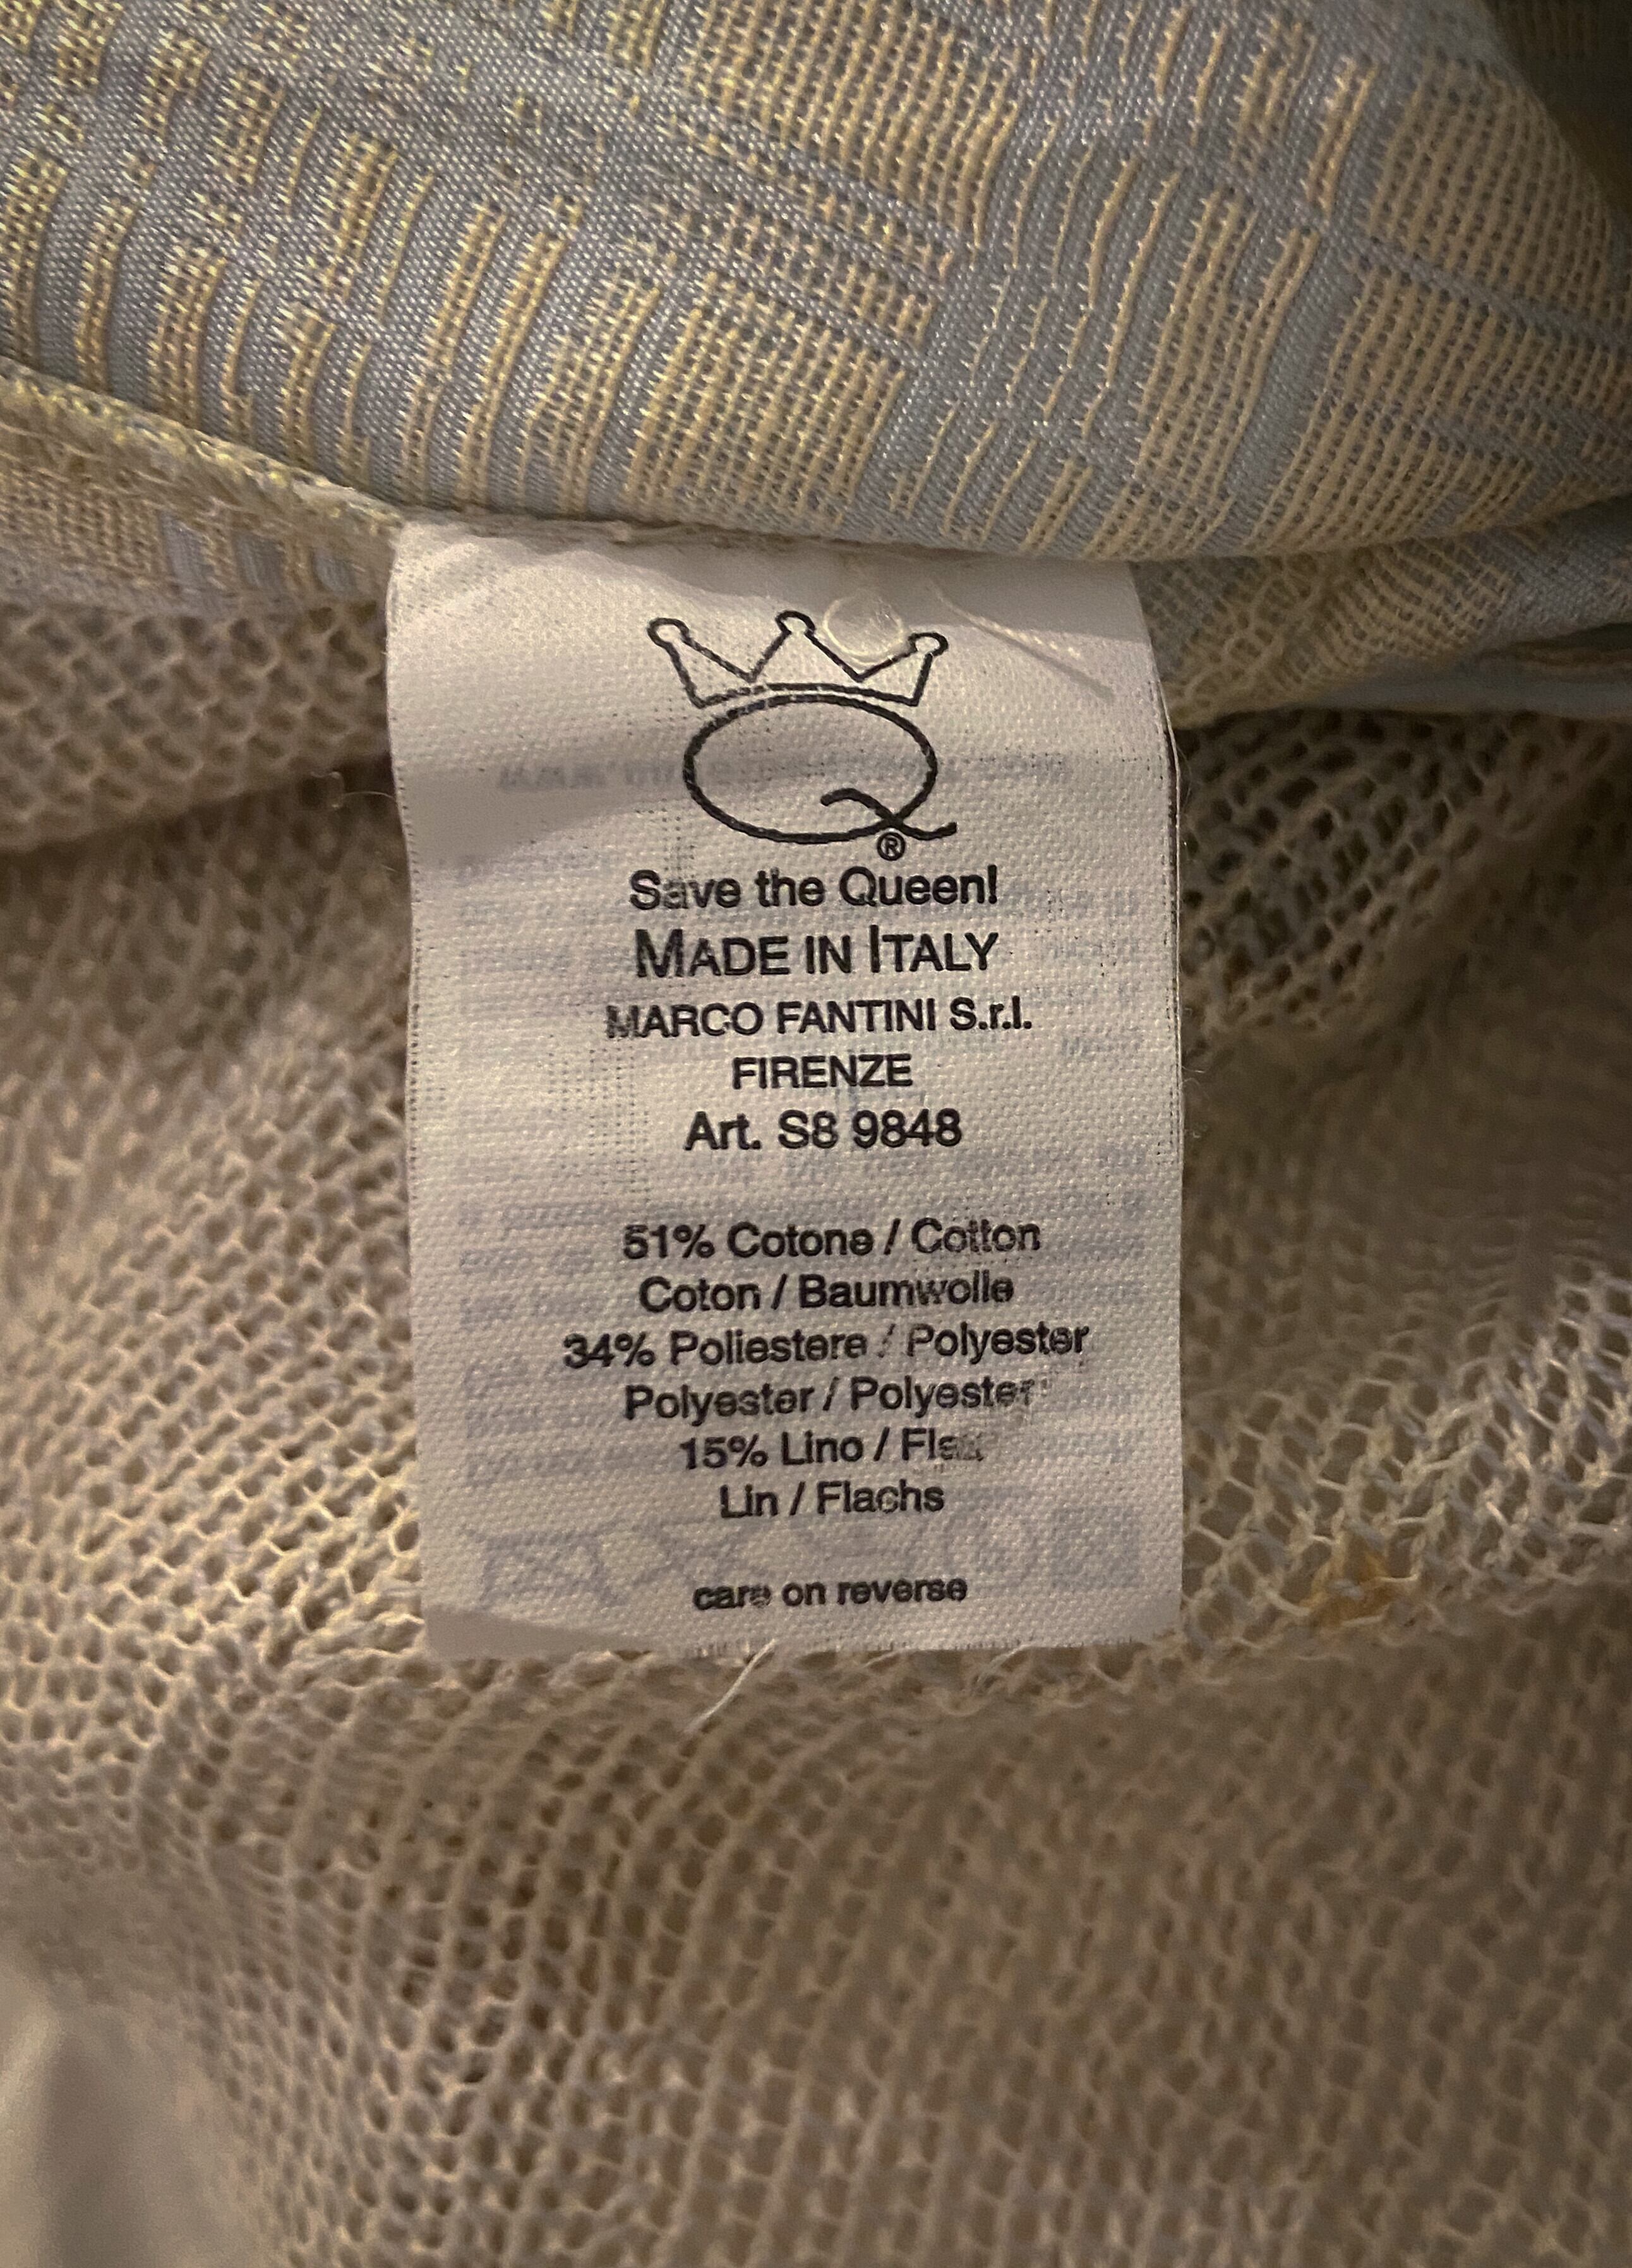 Q
®
Save the Queen!
MADE IN ITALY
MARCO FANTINI S.r.l.
FIRENZE
Art. S8 9848
51% Cotone / Cotton
Coton / Baumwolle
34% Poliestere / Polyester
Polyester / Polyester
15% Lino / Flax
Lin / Flachs
care on reverse